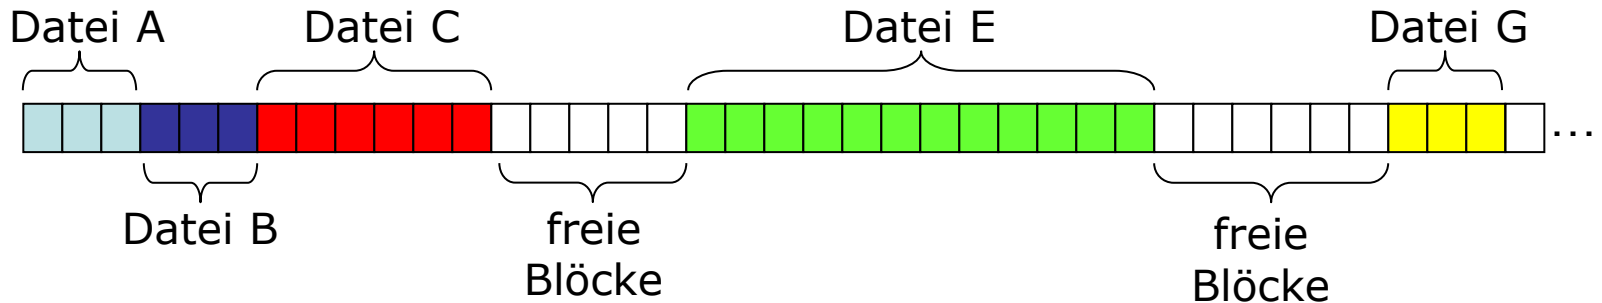 Datei A
Datei C
Datei E
Datei G
...
Datei B
freie
Blöcke
freie
Blöcke